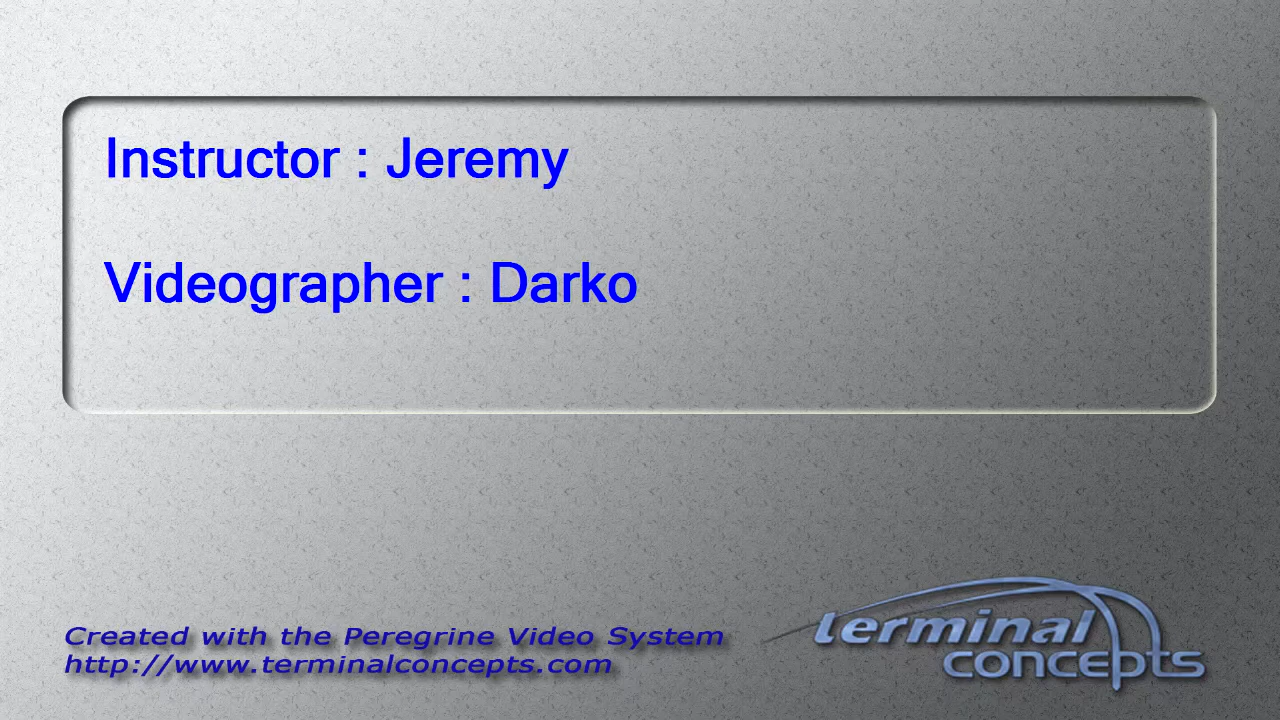 Instructor : Jeremy
Videographer : Darko
Created with the Peregrine Video System
http://www.terminalconcepts.com
terminal
concepts